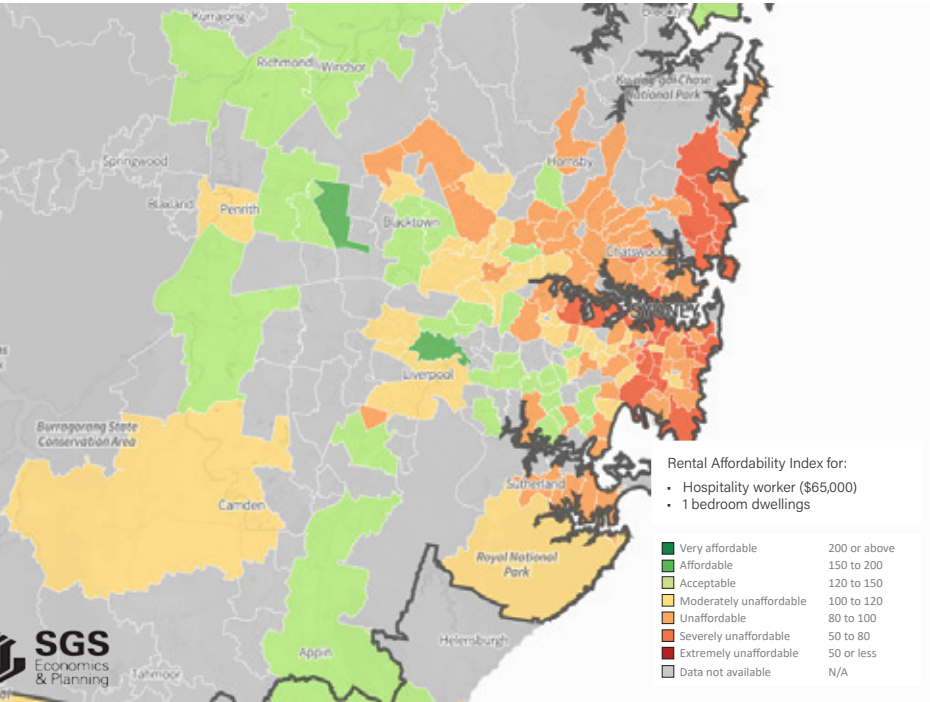 Kurrajong
Brooklyn
Richmond
Windsor
Ku-ring-gai Chase
National Park
Springwood
Hornsby
Blaxland
Penrith
Blacktown
Chatswood
SYDNEY
Liverpool
Burragorang State
Conservation Area
Camden
Sutherland
Royal National
Park
Helensburgh
Appin
Tahmoor
SGS
Economics
& Planning
Rental Affordability Index for:
• Hospitality worker ($65,000)
• 1 bedroom dwellings
Very affordable 200 or above
Affordable 150 to 200
Acceptable 120 to 150
Moderately unaffordable 100 to 120
Unaffordable 80 to 100
Severely unaffordable 50 to 80
Extremely unaffordable 50 or less
Data not available N/A